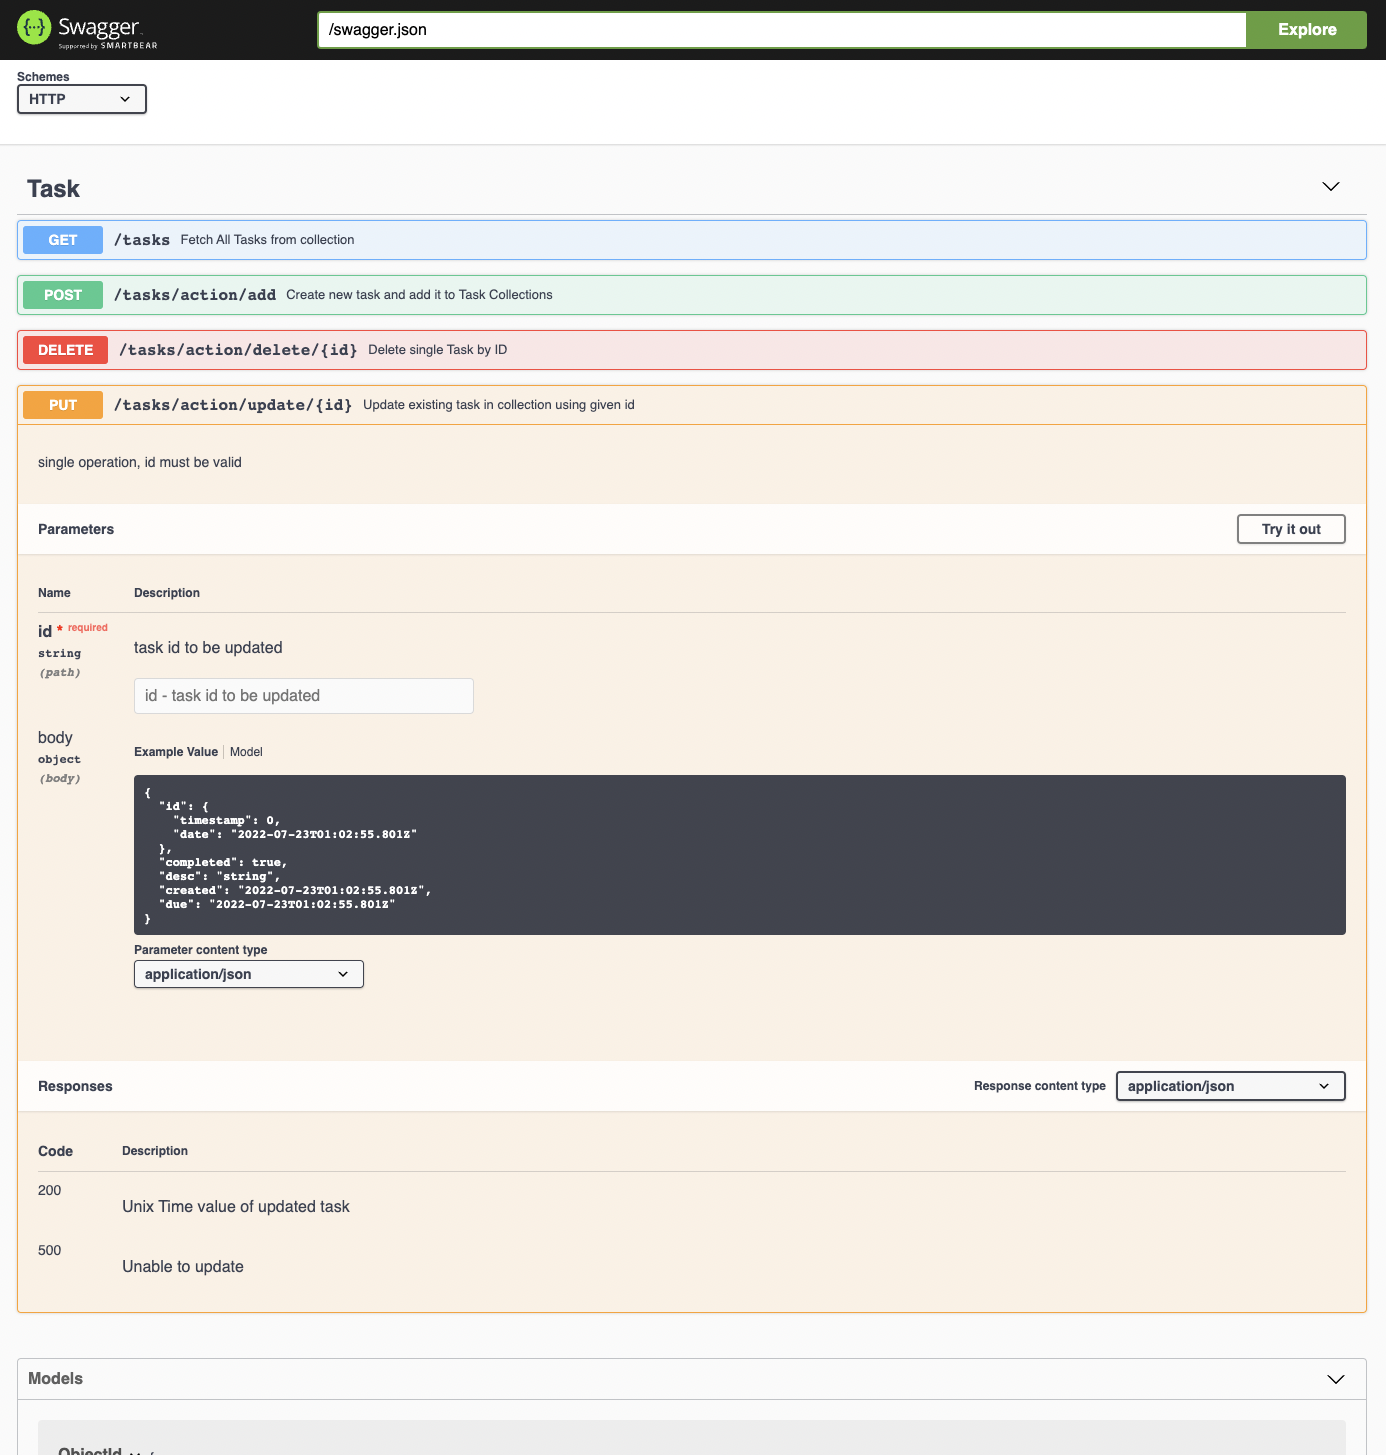 Swagger
Supported by SMARTBEAR
/swagger.json
Explore
Schemes
HTTP
Task
GET /tasks Fetch All Tasks from collection
POST /tasks/action/add Create new task and add it to Task Collections
DELETE /tasks/action/delete/{id} Delete single Task by ID
PUT /tasks/action/update/{id} Update existing task in collection using given id
single operation, id must be valid
Parameters
Try it out
Name Description
id * required
string
(path)
task id to be updated
id - task id to be updated
body
object
(body)
Example Value Model
{
  "id": {
    "timestamp": 0,
    "date": "2022-07-23T01:02:55.801Z"
  },
  "completed": true,
  "desc": "string",
  "created": "2022-07-23T01:02:55.801Z",
  "due": "2022-07-23T01:02:55.801Z"
}
Parameter content type
application/json
Responses
Response content type application/json
Code Description
200
Unix Time value of updated task
500
Unable to update
Models
ObjectId